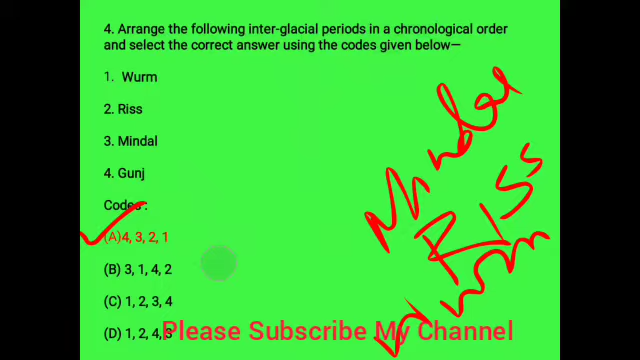 4. Arrange the following inter-glacial periods in a chronological order
and select the correct answer using the codes given below—
1. Wurm
2. Riss
3. Mindal
4. Gunj
Codes :
(A)4, 3, 2, 1
(B) 3, 1, 4, 2
(C) 1, 2, 3, 4
(D) 1, 2, 4, 3
Please Subscribe My Channel
Riss